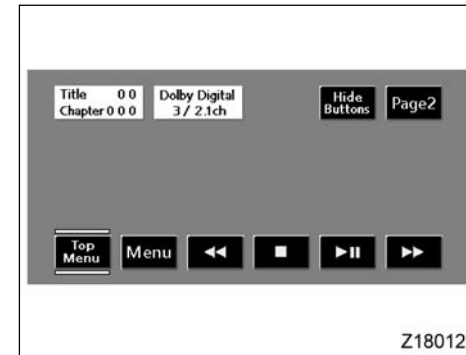 Title 0 0
Chapter 0 0 0
Dolby Digital
3 / 2.1ch
Hide
Buttons
Page2
Top
Menu
Menu
Z18012